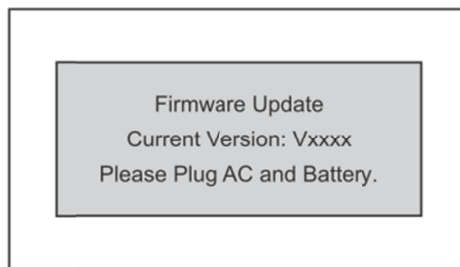 Firmware Update
Current Version: Vxxxx
Please Plug AC and Battery.